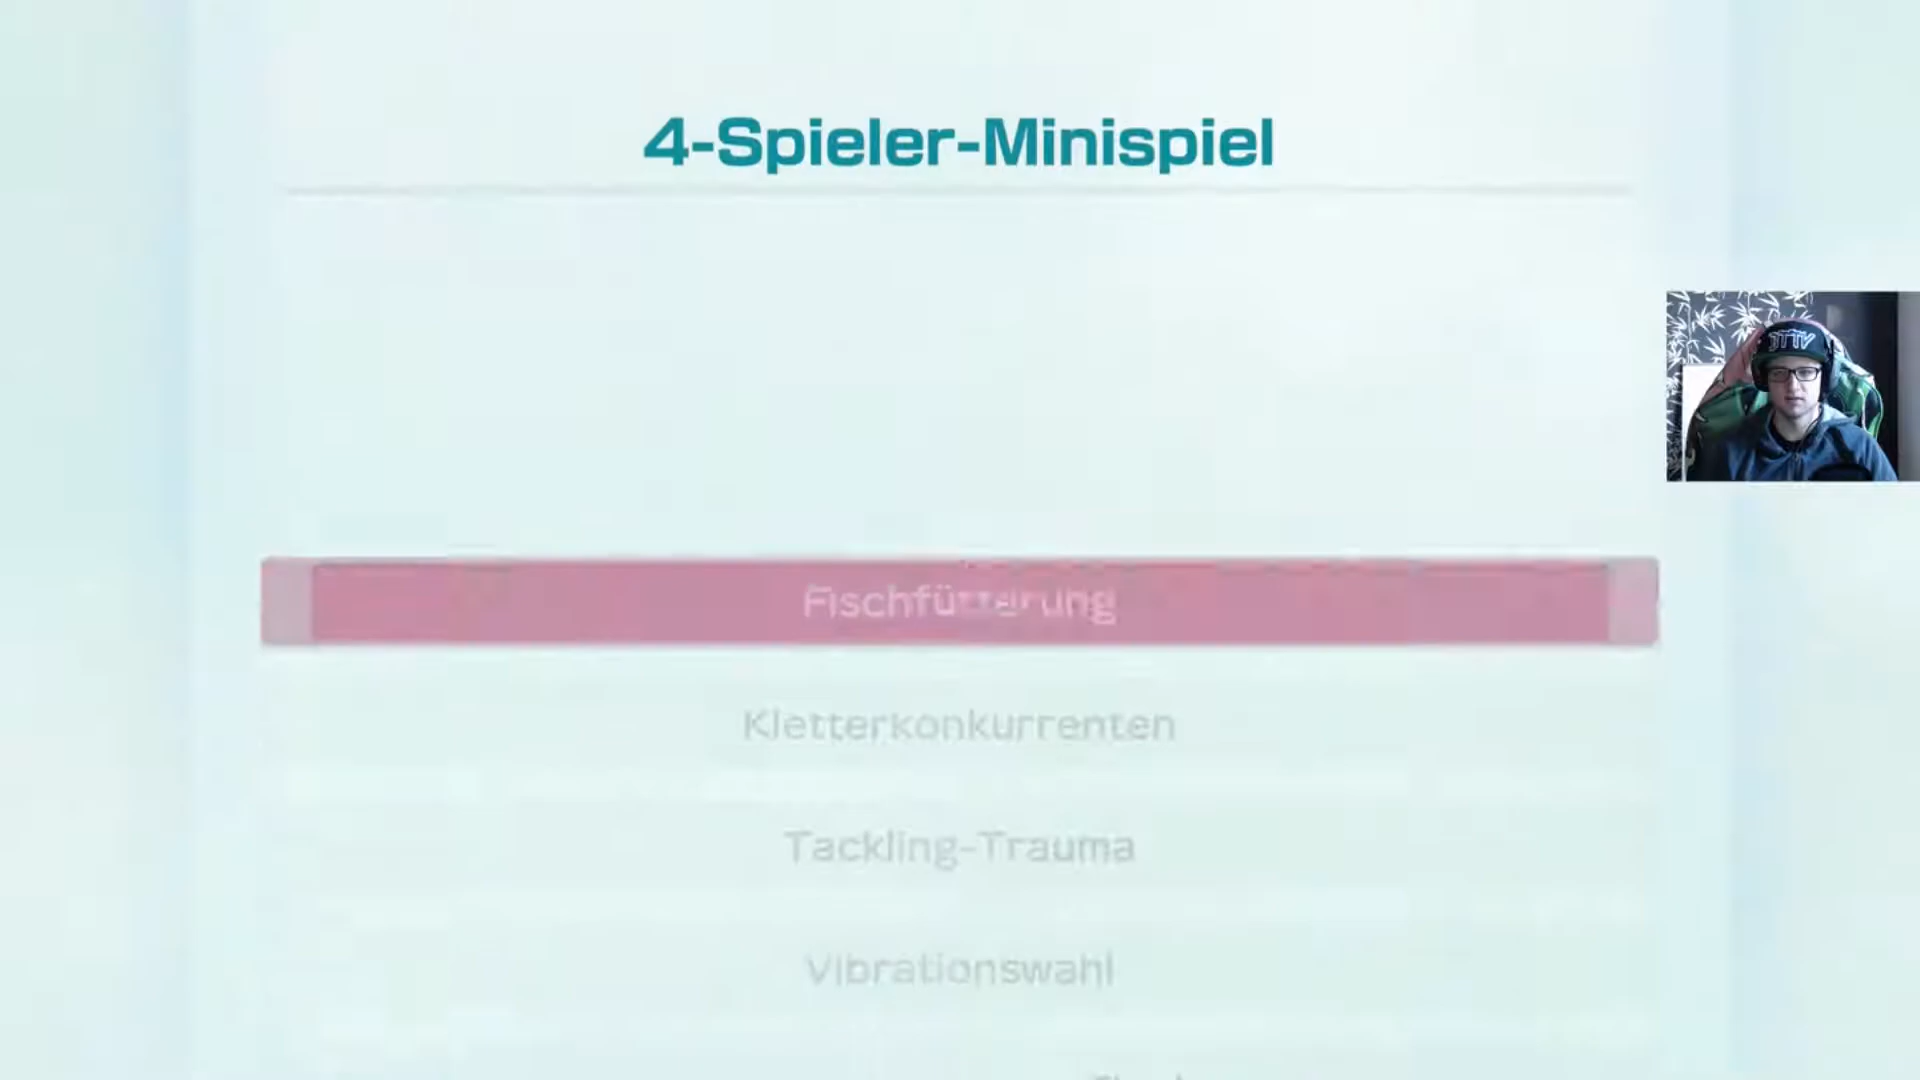 4-Spieler-Minispiel
Fischfütterung
Kletterkonkurrenten
Tackling-Trauma
Vibrationswahl